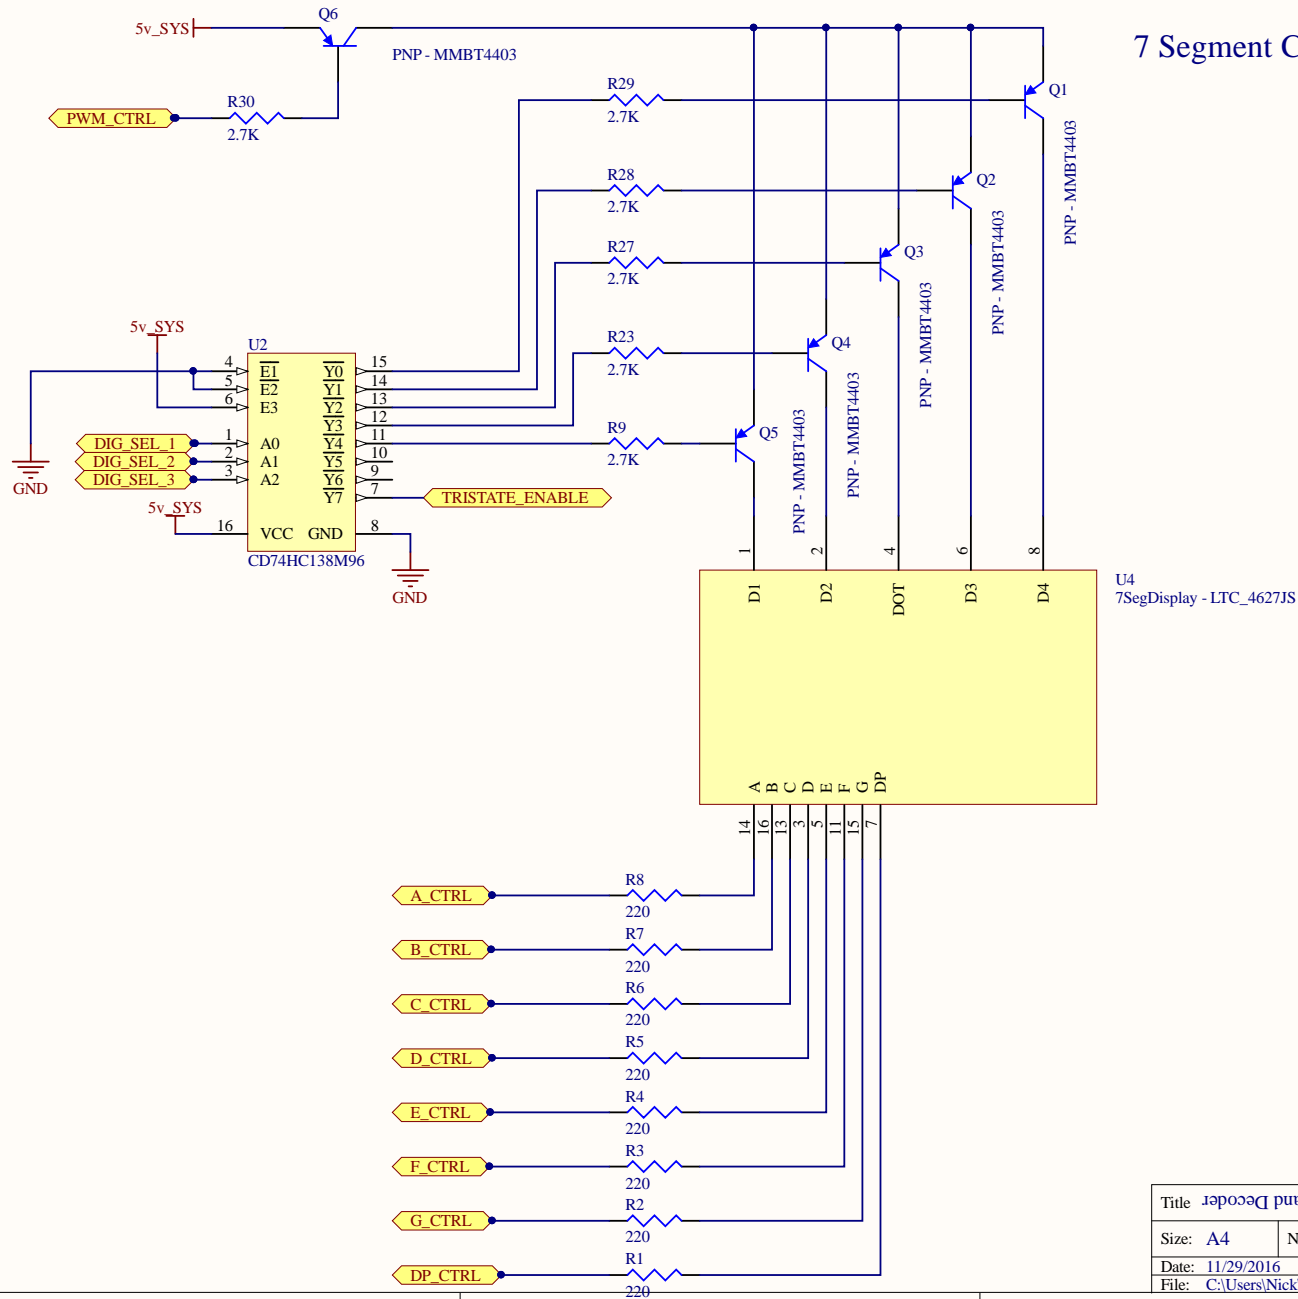 Q6
5v_SYS
PNP - MMBT4403
7 Segment C
PWM_CTRL
R30
2.7K
R29
2.7K
Q1
PNP - MMBT4403
R28
2.7K
Q2
PNP - MMBT4403
R27
2.7K
Q3
PNP - MMBT4403
R23
2.7K
Q4
PNP - MMBT4403
R9
2.7K
Q5
PNP - MMBT4403
5v_SYS
U2
4 E1 Y0 15
5 E2 Y1 14
6 E3 Y2 13
Y3 12
DIG_SEL_1 1 A0 Y4 11
DIG_SEL_2 2 A1 Y5 10
DIG_SEL_3 3 A2 Y6 9
Y7 7 TRISTATE_ENABLE
GND
5v_SYS
16 VCC GND 8
CD74HC138M96
GND
1 2 4 6 8
D1 D2 DOT D3 D4
U4
7SegDisplay - LTC_4627JS
A B C D E F G DP
14 16 13 3 5 11 15 7
A_CTRL R8
220
B_CTRL R7
220
C_CTRL R6
220
D_CTRL R5
220
E_CTRL R4
220
F_CTRL R3
220
G_CTRL R2
220
DP_CTRL R1
220
Title and Decoder
Size: A4 N
Date: 11/29/2016
File: C:\Users\Nick